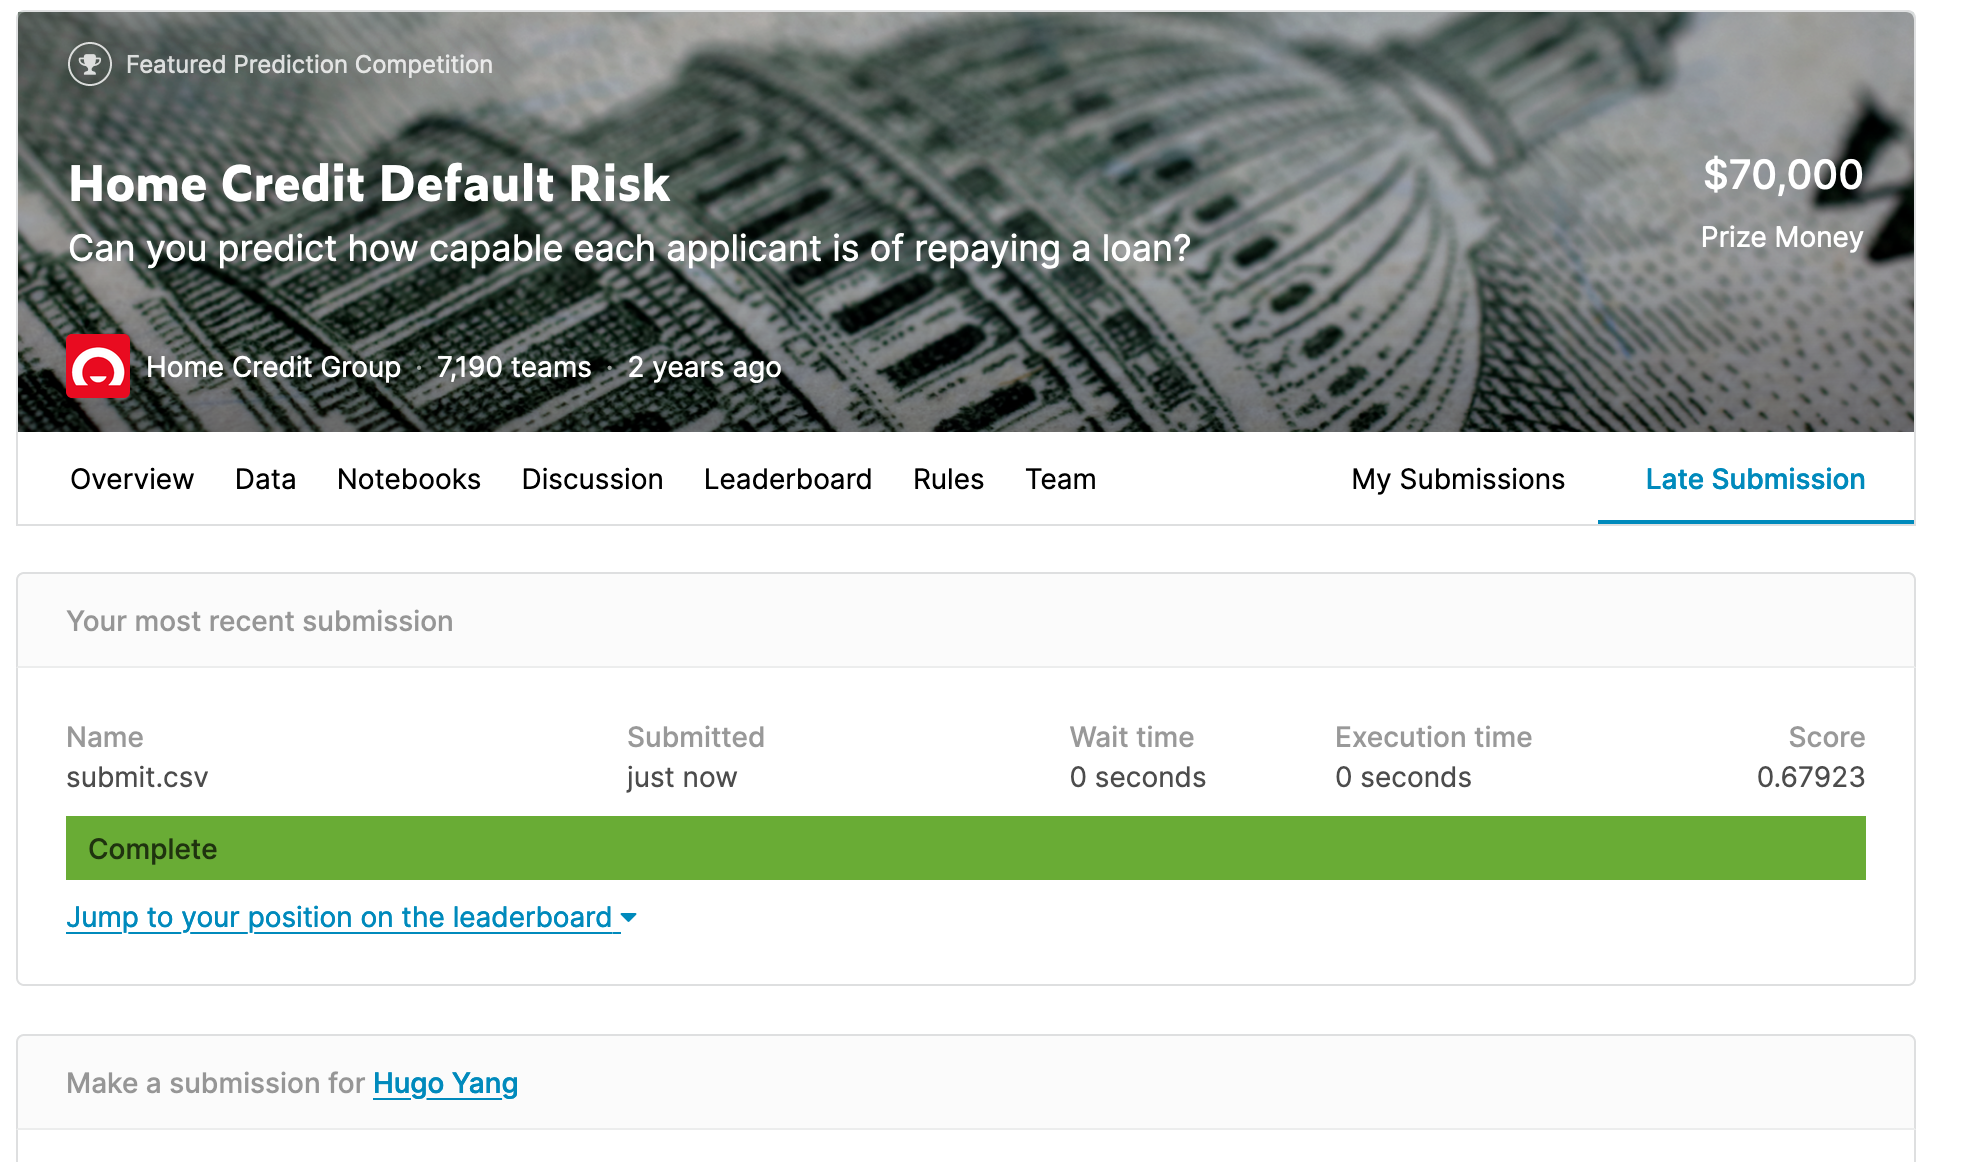 Featured Prediction Competition
Home Credit Default Risk
$70,000
Can you predict how capable each applicant is of repaying a loan?
Prize Money
Home Credit Group · 7,190 teams · 2 years ago
Overview Data Notebooks Discussion Leaderboard Rules Team My Submissions Late Submission
Your most recent submission
Name Submitted Wait time Execution time Score
submit.csv just now 0 seconds 0 seconds 0.67923
Complete
Jump to your position on the leaderboard
Make a submission for Hugo Yang